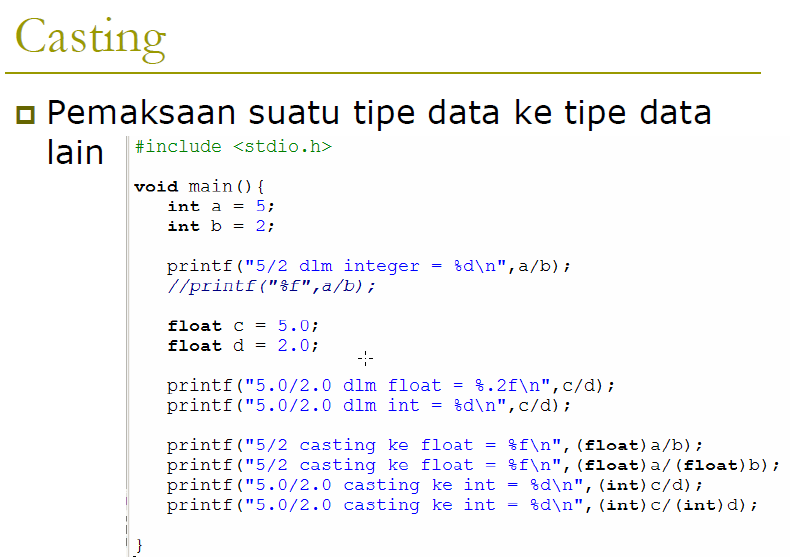 Casting
Pemaksaan suatu tipe data ke tipe data
lain
#include <stdio.h>
void main(){
int a = 5;
int b = 2;
printf("5/2 dlm integer = %d\n",a/b);
//printf("%f",a/b);
float c = 5.0;
float d = 2.0;
printf("5.0/2.0 dlm float = %.2f\n",c/d);
printf("5.0/2.0 dlm int = %d\n",c/d);
printf("5/2 casting ke float = %f\n",(float)a/b);
printf("5/2 casting ke float = %f\n",(float)a/(float)b);
printf("5.0/2.0 casting ke int = %d\n",(int)c/d);
printf("5.0/2.0 casting ke int = %d\n",(int)c/(int)d);
}